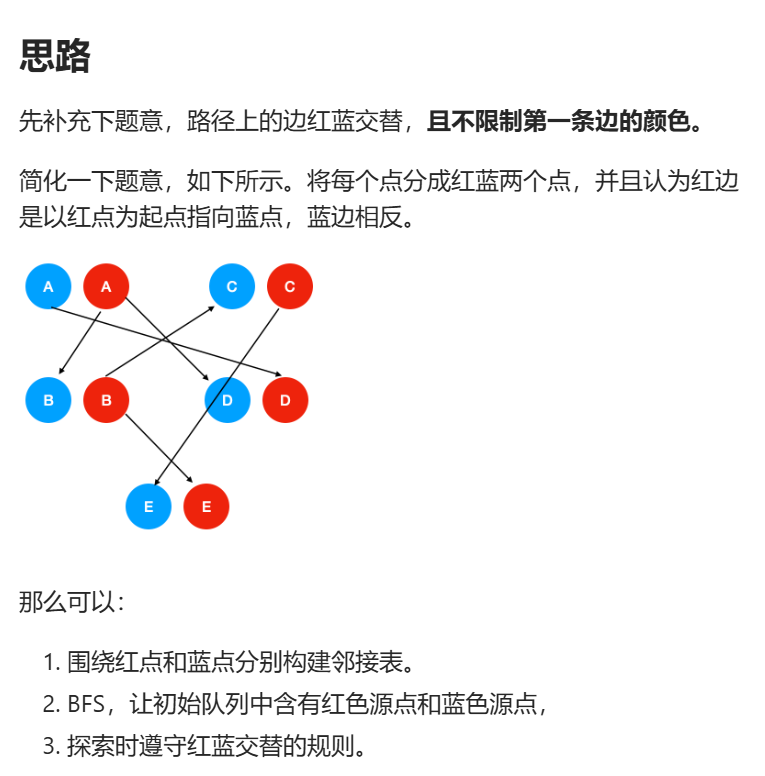 思路
先补充下题意，路径上的边红蓝交替，且不限制第一条边的颜色。
简化一下题意，如下所示。将每个点分成红蓝两个点，并且认为红边
是以红点为起点指向蓝点，蓝边相反。
A A C C
B B D D
E E
那么可以：
1. 围绕红点和蓝点分别构建邻接表。
2. BFS，让初始队列中含有红色源点和蓝色源点，
3. 探索时遵守红蓝交替的规则。